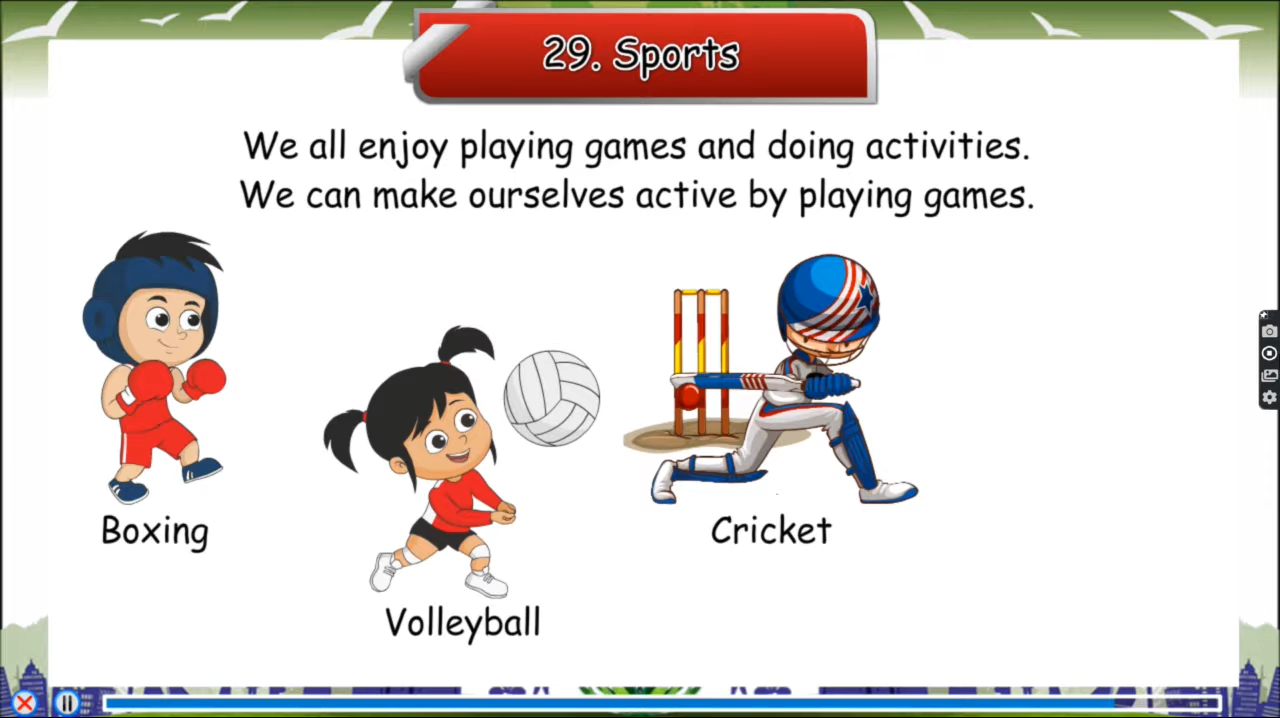 29. Sports
We all enjoy playing games and doing activities.
We can make ourselves active by playing games.
Boxing
Volleyball
Cricket